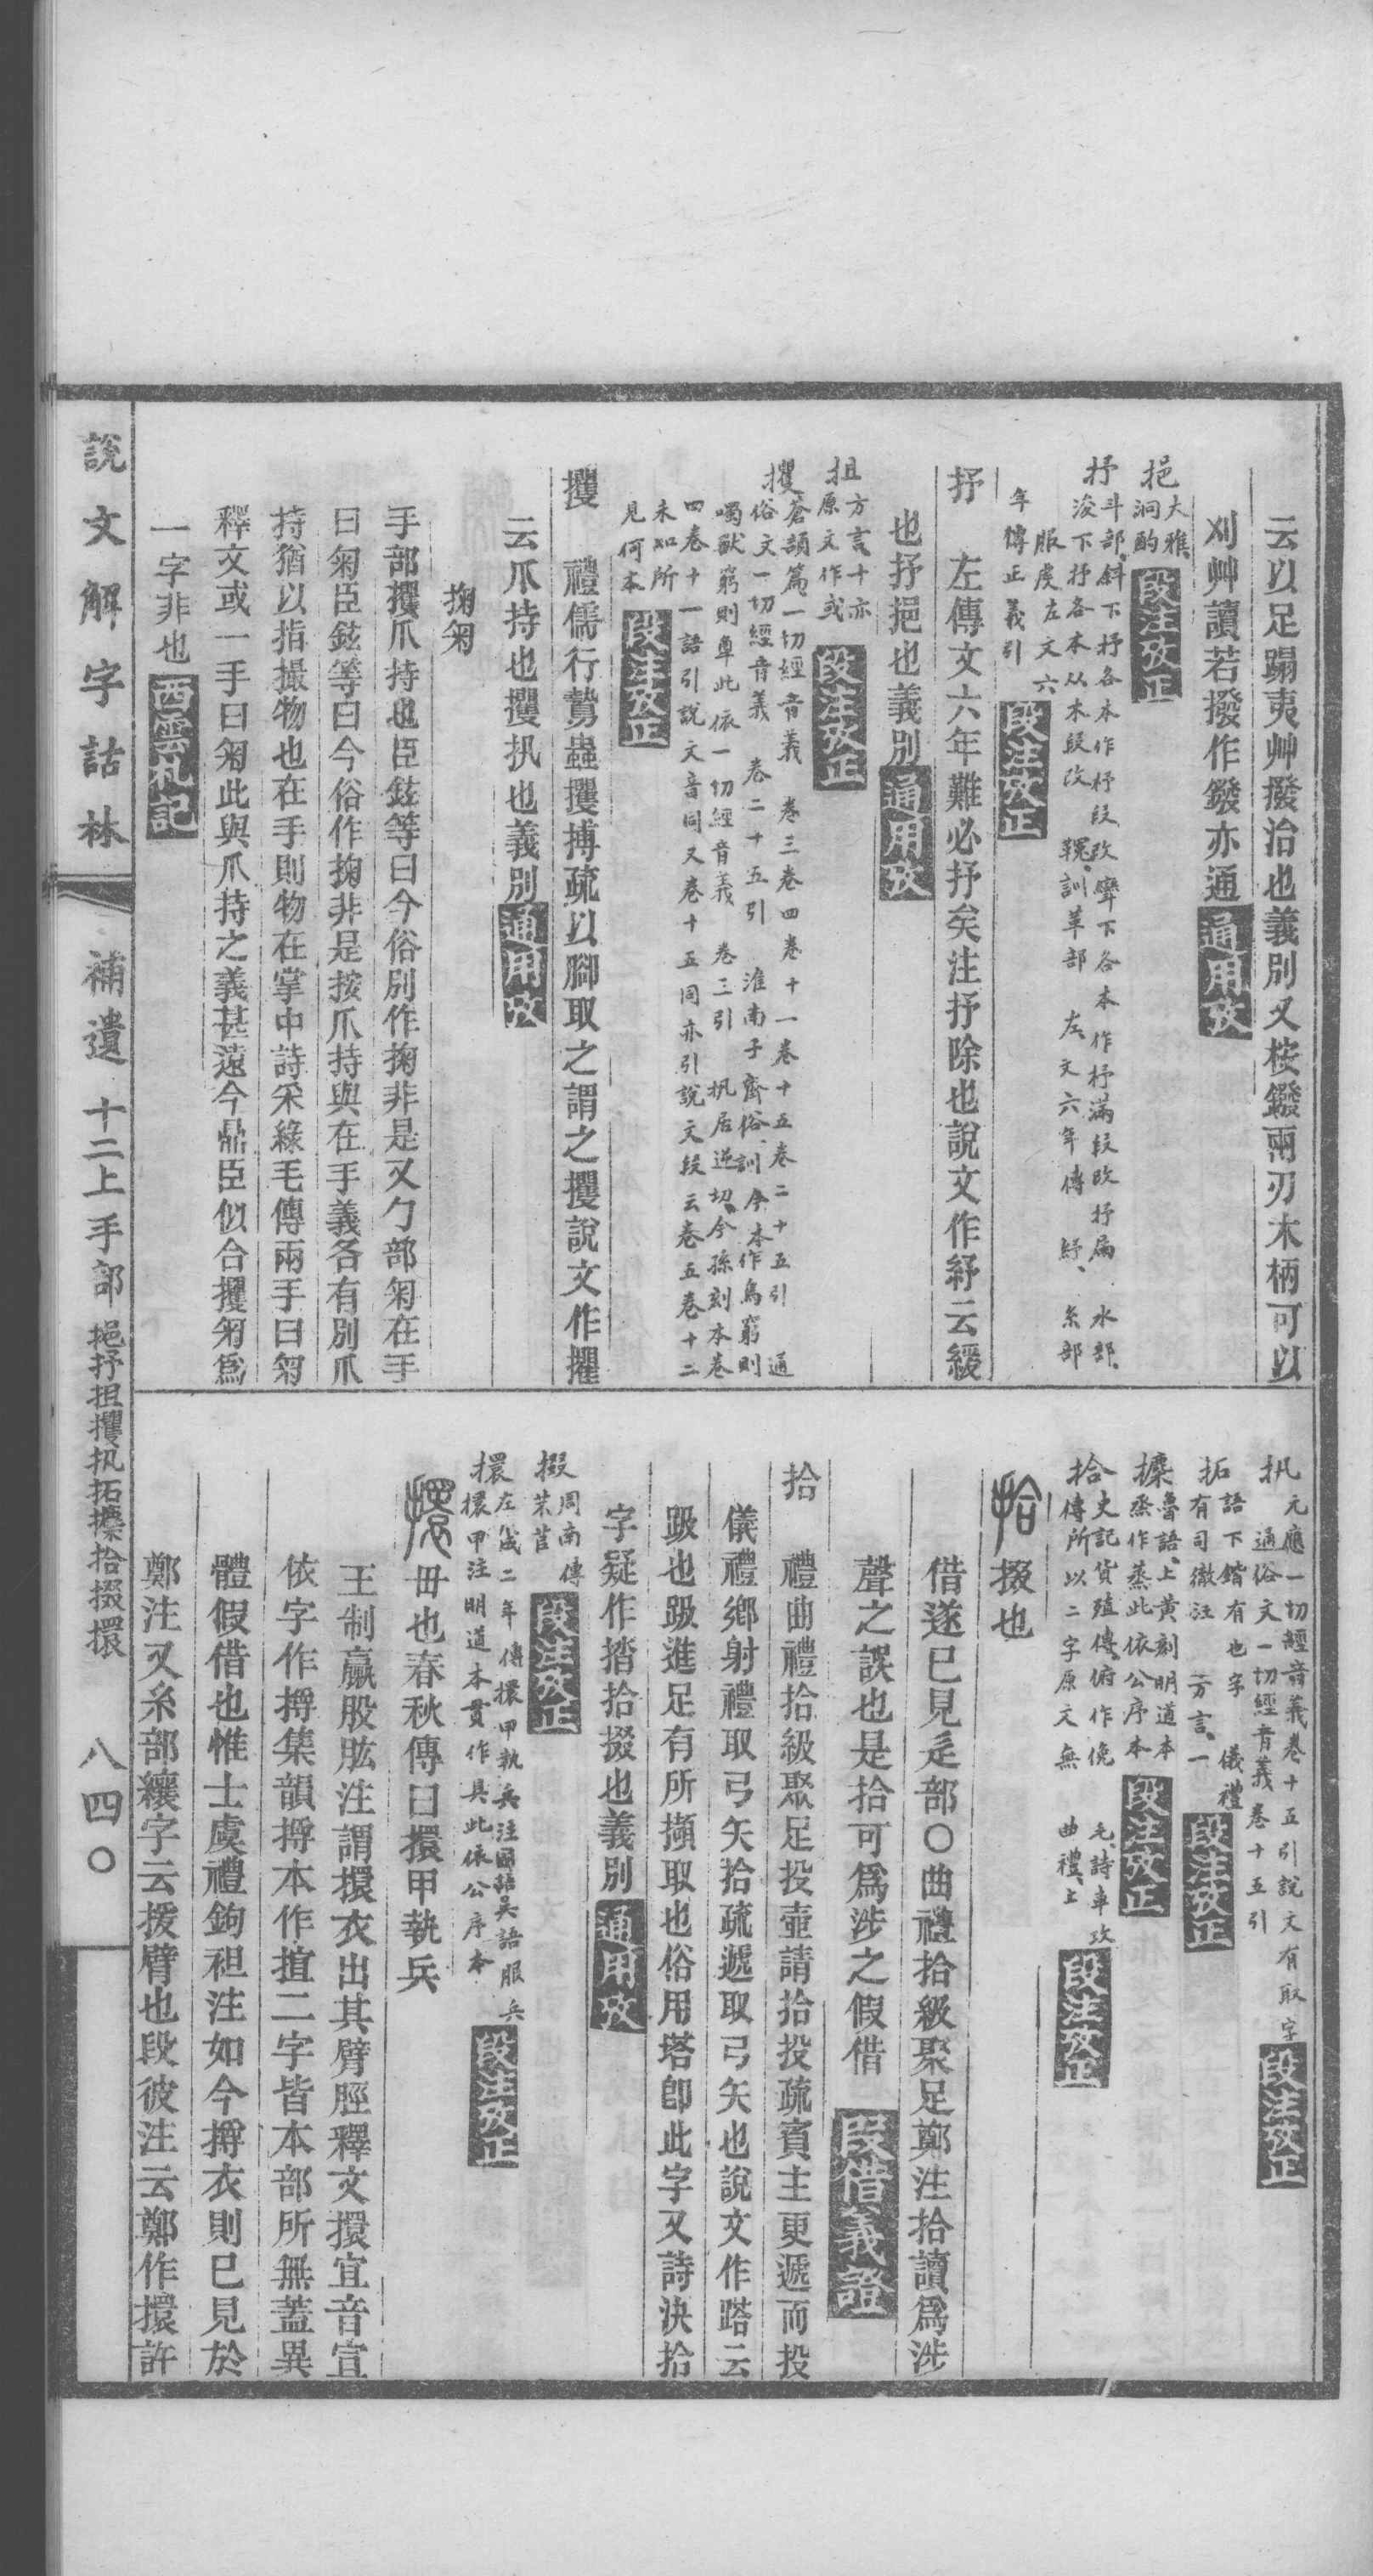 云以足蹋夷艸撥治也義別又桉鏺兩刃木柄可以
刈艸讀若撥作鏺亦通通用攷
挹
大雅、
泂酌
段注攷正
抒
斗部、斜下抒各本作杼段改㪺下各本作杼滿段改抒扁 水部、
浚下抒各本从木段改 鞔訓革部 左、文六年傳 紓、糸部
服虔左文六
年傳正義引
段注攷正
抒 左傳文六年難必抒矣注抒除也說文作紓云緩
也抒挹也義別通用攷
抯
方言、十亦
原文作或
段注攷正
攫
蒼頡篇一切經音義 卷三卷四卷十一卷十五卷二十五引 通
俗文一切經音義 卷二十五引 淮南子齊俗訓今本作鳥窮則
噣獸窮則䍺此依一切經音義 卷三引 扟居逆切、今孫刻本卷
四卷十一語引說文音同又卷十五同亦引說文段云卷五卷十二
未知所
見何本
段注攷正
攫 禮儒行鷙蟲攫搏疏以腳取之謂之攫說文作㩴
云爪持也攫扟也義別通用攷
掬匊
手部㩴爪持也臣鉉等曰今俗別作掬非是又勹部匊在手
曰匊臣鉉等曰今俗作掬非是按爪持與在手義各有別爪
持猶以指撮物也在手則物在掌中詩采綠毛傳兩手曰匊
釋文或一手曰匊此與爪持之義甚遠今鼎臣似合㩴匊爲
一字非也西雲札記
扟
元應一切經音義卷十五引說文有取字
通俗文一切經音義卷十五引
段注攷正
拓
語下鍇有也字 儀禮
有司徹注 方言、一
段注攷正
攗
魯語、上黃刻明道本
烝作蒸此依公序本
段注攷正
拾
史記貨殖傳、俯作俛 毛、詩車攻
傳所以二字原文無 曲禮、上
段注攷正
拾 掇也
借遂巳見辵部○曲禮拾級聚足鄭注拾讀爲涉
聲之誤也是拾可爲涉之假借 段借義證
拾 禮曲禮拾級聚足投壺請拾投疏賓主更遞而投
儀禮鄉射禮取弓矢拾疏遞取弓矢也說文作蹹云
趿也趿進足有所擷取也俗用塔卽此字又詩決拾
字疑作揩拾掇也義別 通用攷
掇
周南傳
芣苢
段注攷正
擐
左成二年傳擐甲執兵注國語吳語服兵
擐甲注明道本貫作具此依公序本
段注攷正
擐 毌也春秋傳曰擐甲執兵
王制臝股肱注謂擐衣出其臂脛釋文擐宜音宣
依字作揎集韻揎本作揎二字皆本部所無蓋異
體假借也惟士虞禮鉤袒注如今揎衣則巳見於
鄭注又糸部纕字云援臂也段彼注云鄭作擐許
說文解字詁林 補遺 十二上手部 挹抒抯攫扟拓攗拾掇擐 八四○